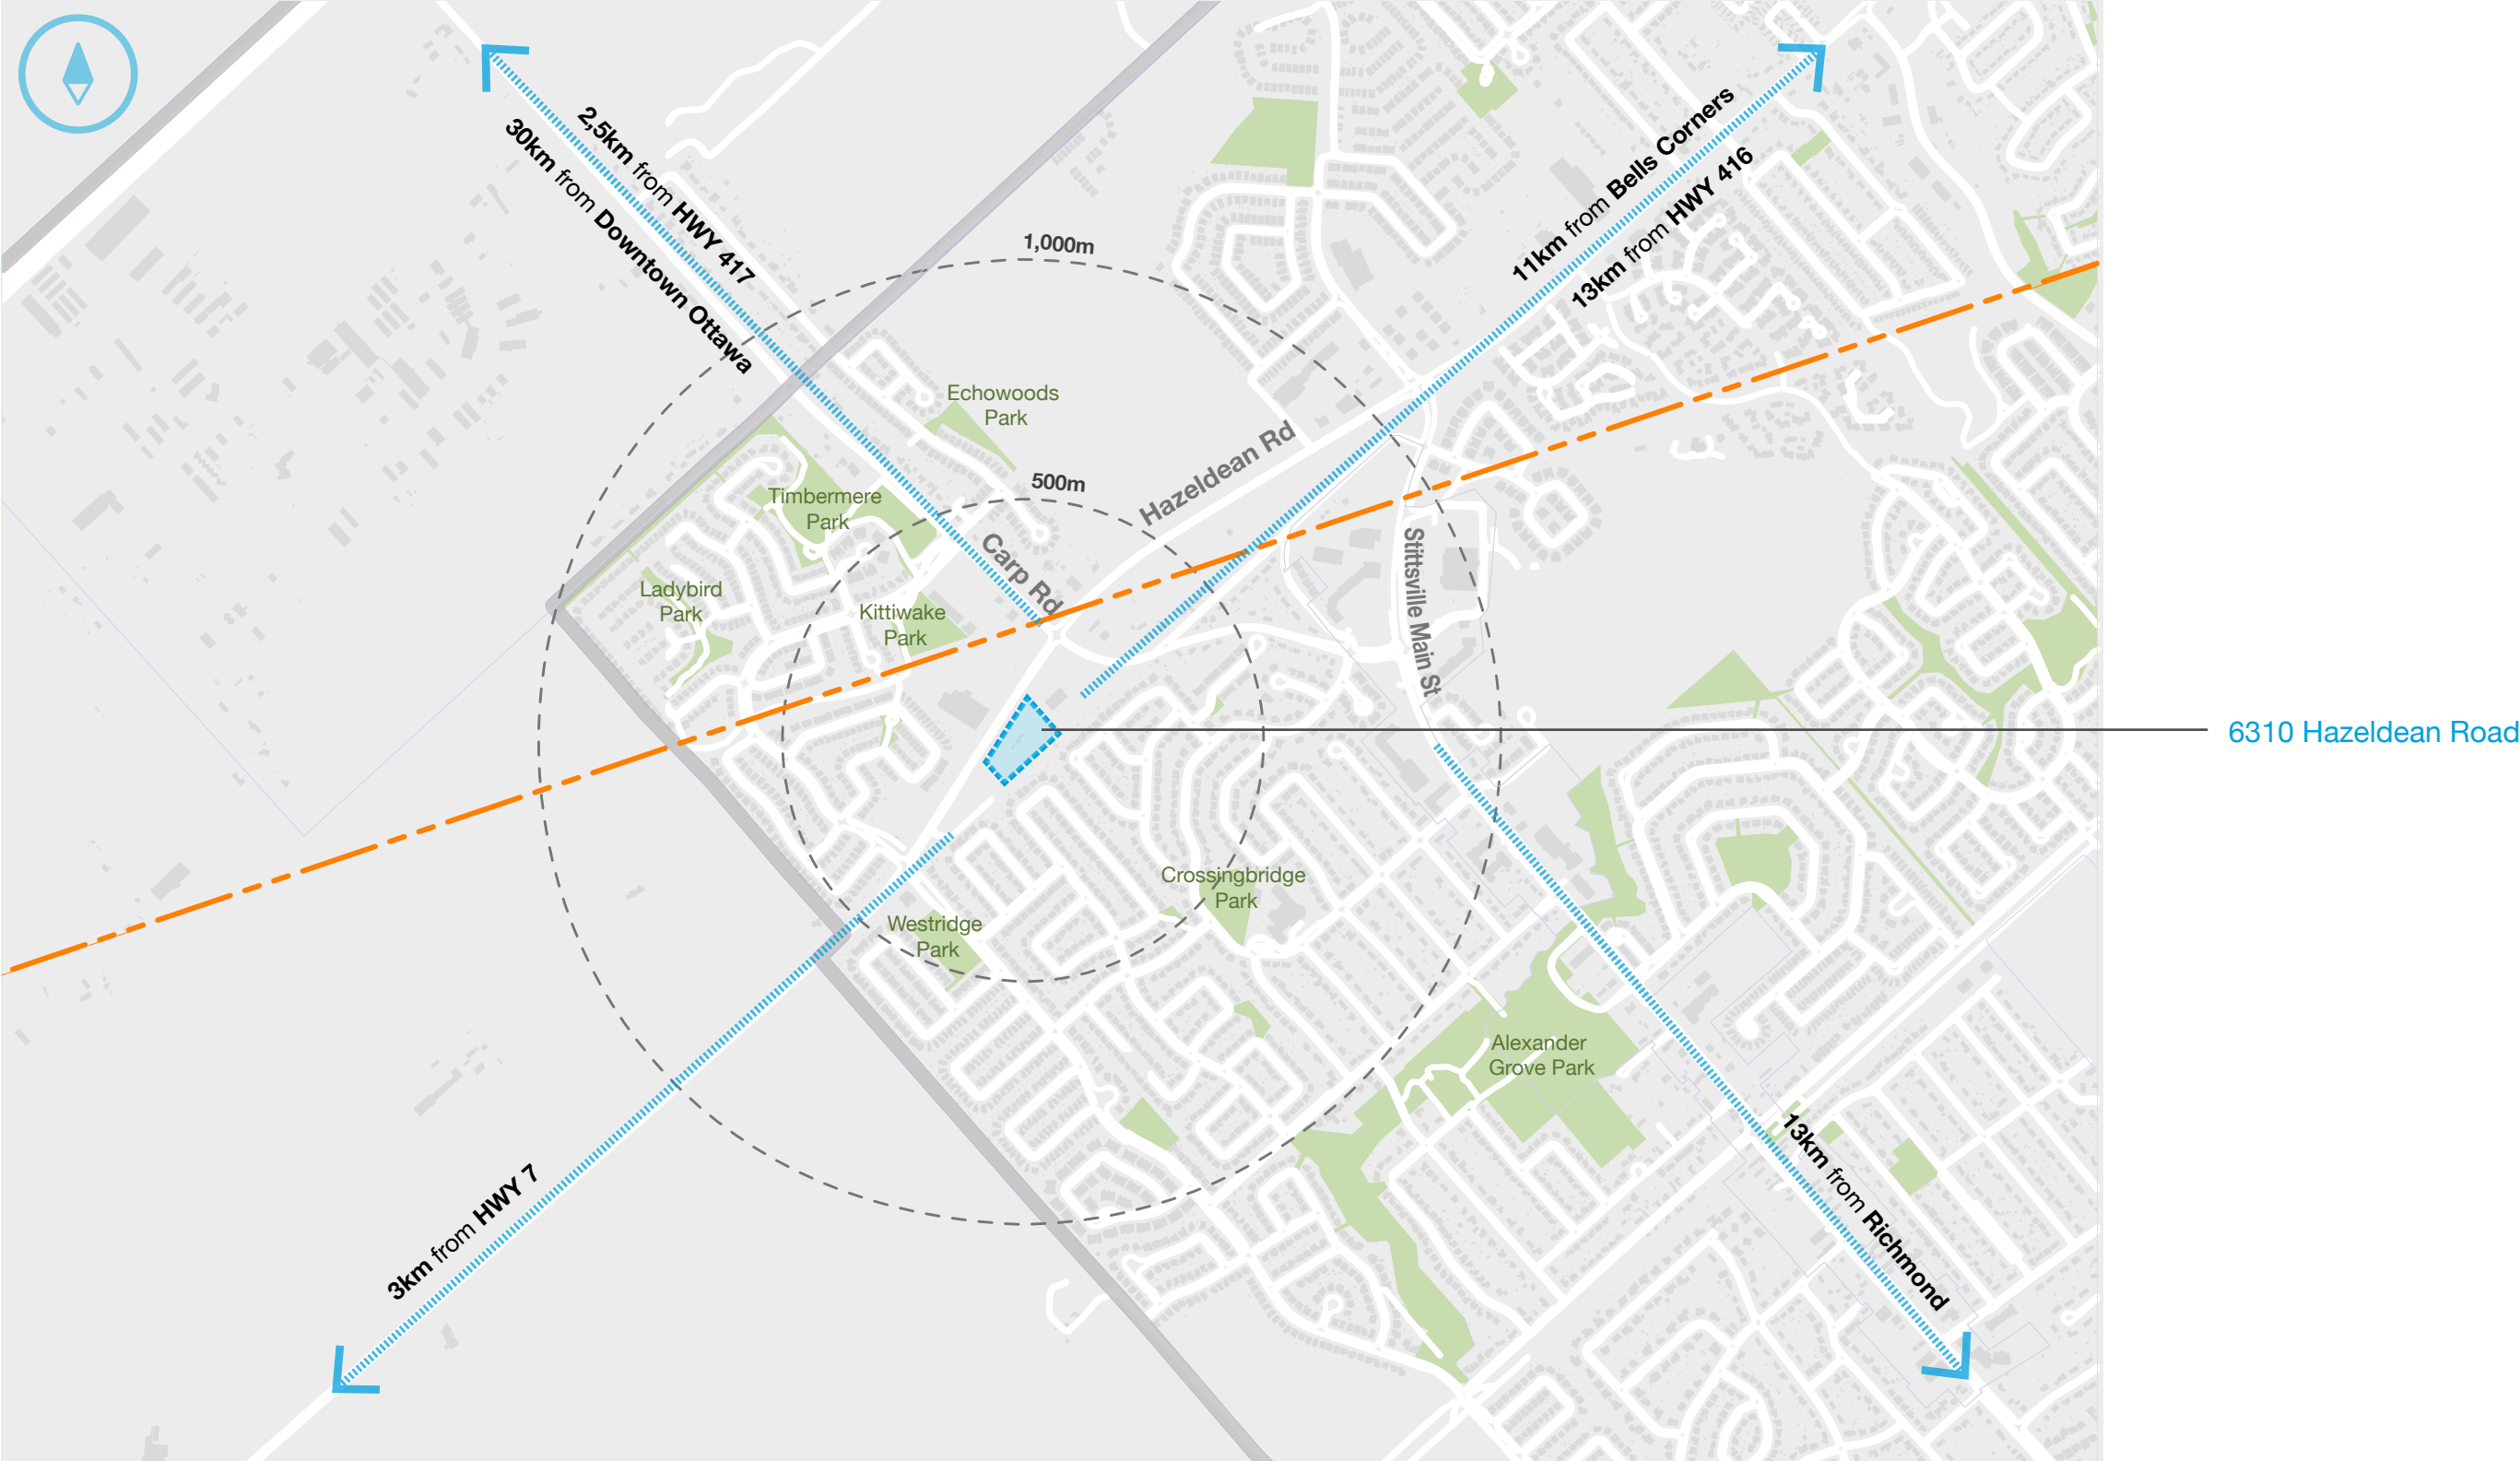 2,5km from HWY 417
30km from Downtown Ottawa
11km from Bells Corners
13km from HWY 416
1,000m
Echowoods
Park
Hazeldean Rd
500m
Timbermere
Park
Carp Rd
Stittsville Main St
Ladybird
Park
Kittiwake
Park
6310 Hazeldean Road
Crossingbridge
Park
Westridge
Park
Alexander
Grove Park
3km from HWY 7
13km from Richmond